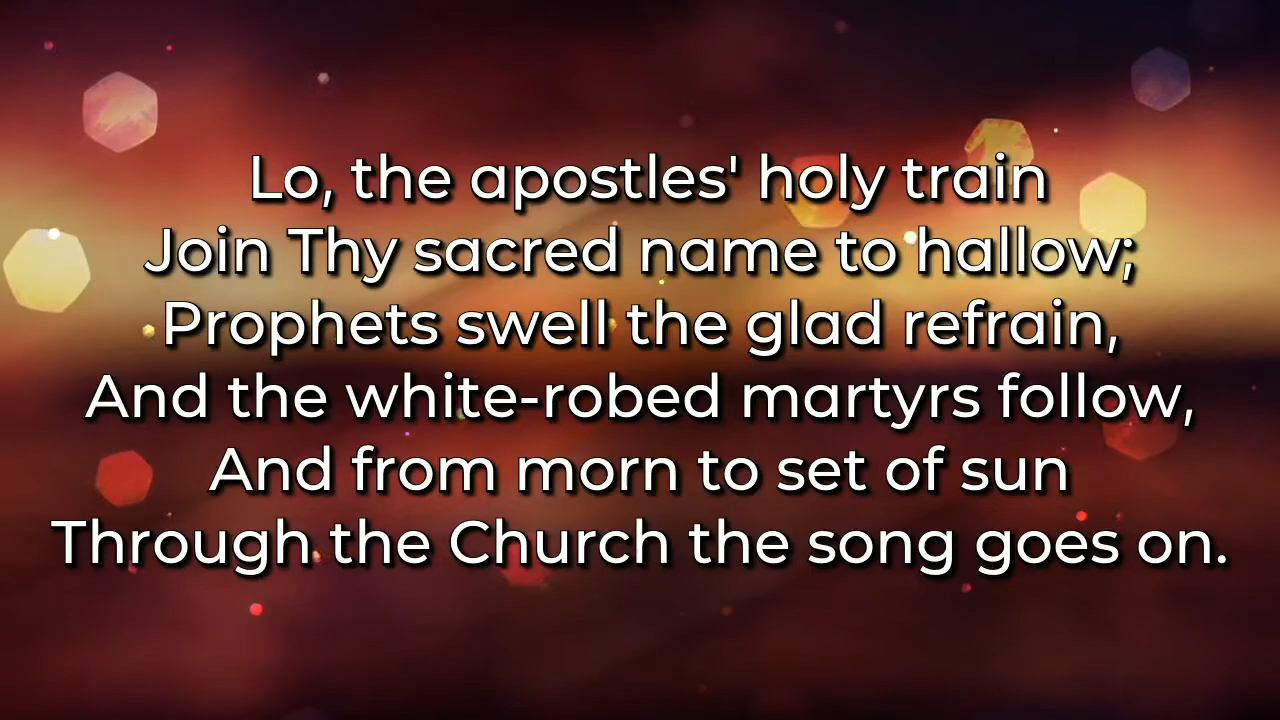 Lo, the apostles' holy train
Join Thy sacred name to hallow;
Prophets swell the glad refrain,
And the white-robed martyrs follow,
And from morn to set of sun
Through the Church the song goes on.